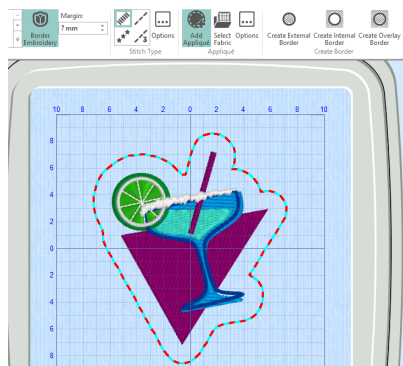 Border
Embroidery
Margin:
7 mm
3
Options
Stitch Type
Add
Appliqué
Select
Fabric
Options
Appliqué
Create External
Border
Create Internal
Border
Create Overlay
Border
Create Border
10 8 6 4 2 0 2 4 6 8 10
8
6
4
2
0
2
4
6
8